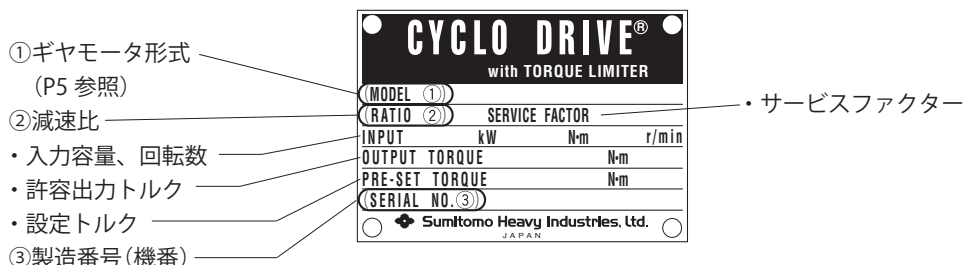 ①ギヤモータ形式
（P5 参照）
②減速比
・入力容量、回転数
・許容出力トルク
・設定トルク
③製造番号(機番)
CYCLO DRIVE®
with TORQUE LIMITER
(MODEL ①)
(RATIO ②) SERVICE FACTOR
INPUT kW N•m r/min
OUTPUT TORQUE N•m
PRE-SET TORQUE N•m
(SERIAL NO.③)
Sumitomo Heavy Industries, Ltd.
JAPAN
・サービスファクター